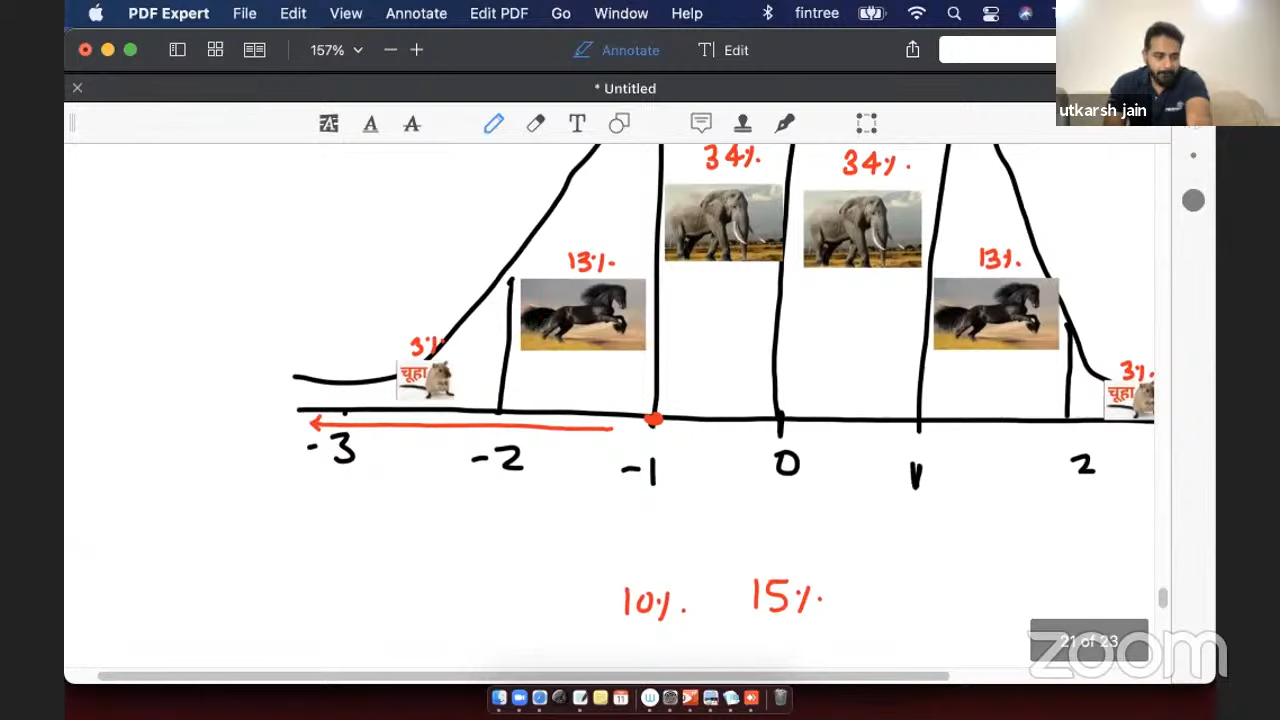 PDF Expert File Edit View Annotate Edit PDF Go Window Help fintree
157% Annotate T| Edit
* Untitled
utkarsh jain
34%. 34%.
13%. 13%.
3% 3%.
चूहा चूहा
-3 -2 -1 0 1 2
10%. 15%.
21 of 23
zoom